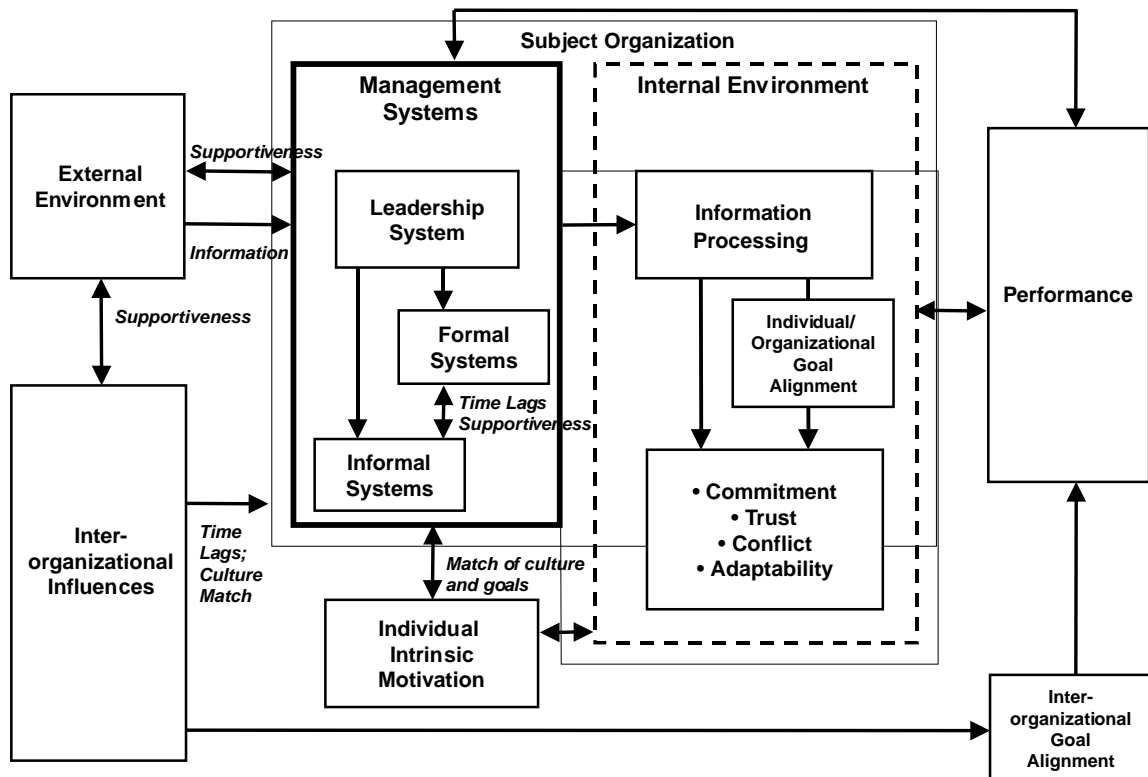 Subject Organization
Management
Systems
Internal Environment
External
Environment
Supportiveness
Information
Leadership
System
Information
Processing
Performance
Supportiveness
Formal
Systems
Individual/
Organizational
Goal
Alignment
Time Lags
Supportiveness
Informal
Systems
• Commitment
• Trust
• Conflict
• Adaptability
Inter-
organizational
Influences
Time
Lags;
Culture
Match
Match of culture
and goals
Individual
Intrinsic
Motivation
Inter-
organizational
Goal
Alignment